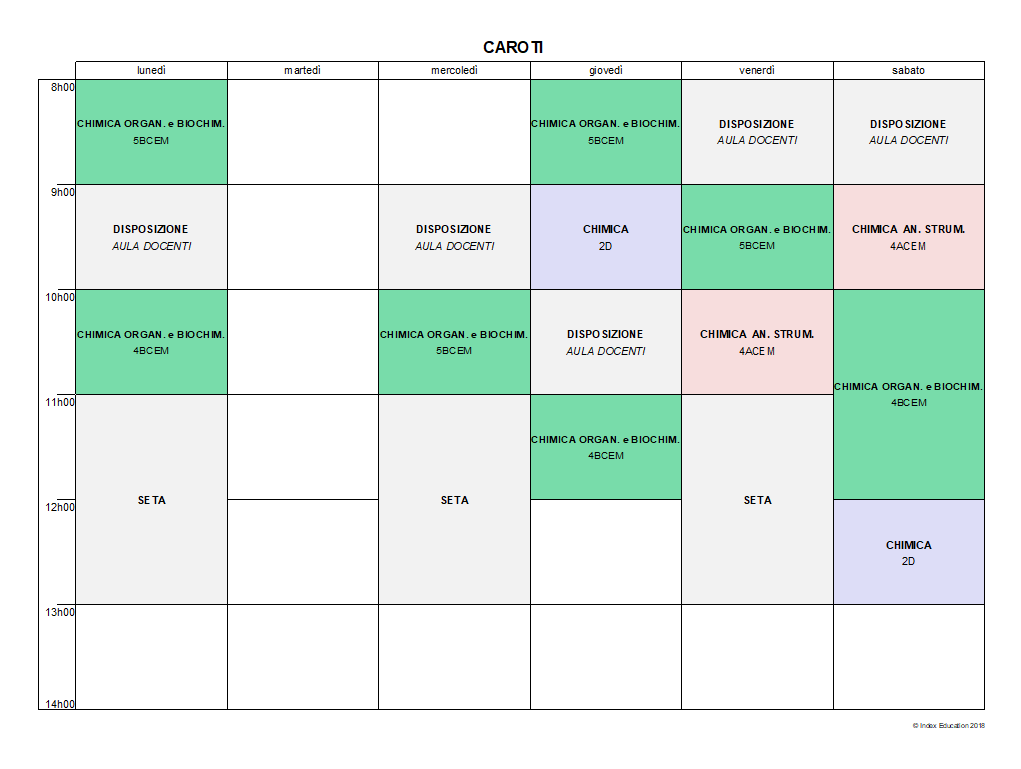 CAROTI
lunedì martedì mercoledì giovedì venerdì sabato
8h00
CHIMICA ORGAN. e BIOCHIM.
5BCEM
CHIMICA ORGAN. e BIOCHIM.
5BCEM
DISPOSIZIONE
AULA DOCENTI
DISPOSIZIONE
AULA DOCENTI
9h00
DISPOSIZIONE
AULA DOCENTI
DISPOSIZIONE
AULA DOCENTI
CHIMICA
2D
CHIMICA ORGAN. e BIOCHIM.
5BCEM
CHIMICA AN. STRUM.
4ACEM
10h00
CHIMICA ORGAN. e BIOCHIM.
4BCEM
CHIMICA ORGAN. e BIOCHIM.
5BCEM
DISPOSIZIONE
AULA DOCENTI
CHIMICA AN. STRUM.
4ACEM
CHIMICA ORGAN. e BIOCHIM.
4BCEM
11h00
SETA
SETA
CHIMICA ORGAN. e BIOCHIM.
4BCEM
SETA
12h00
CHIMICA
2D
13h00
14h00
© Index Education 2018